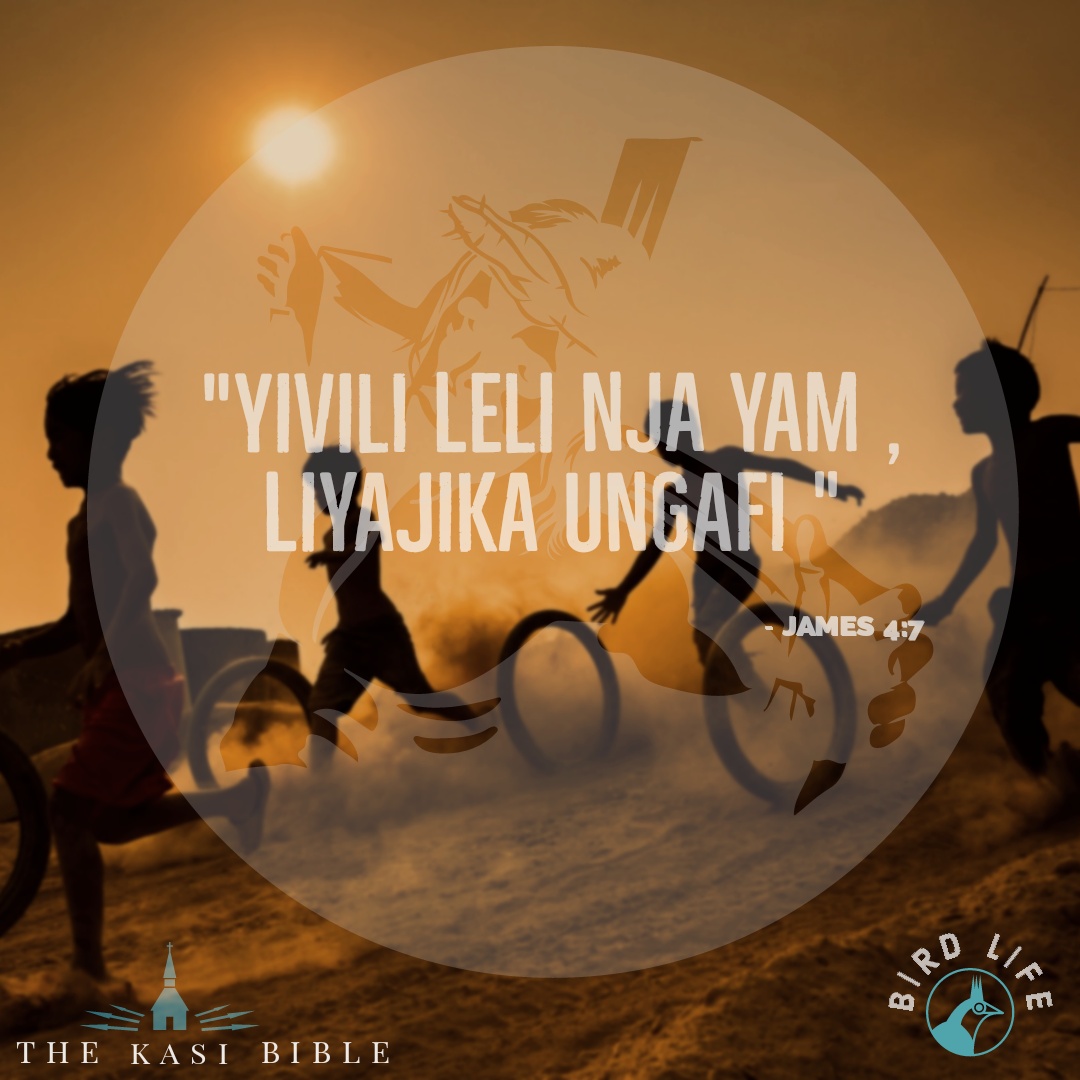 "YIVILI LELI NJA YAM ,
LIYAJIKA UNGAFI "
- JAMES 4:7
THE KASI BIBLE
BIRD LIFE